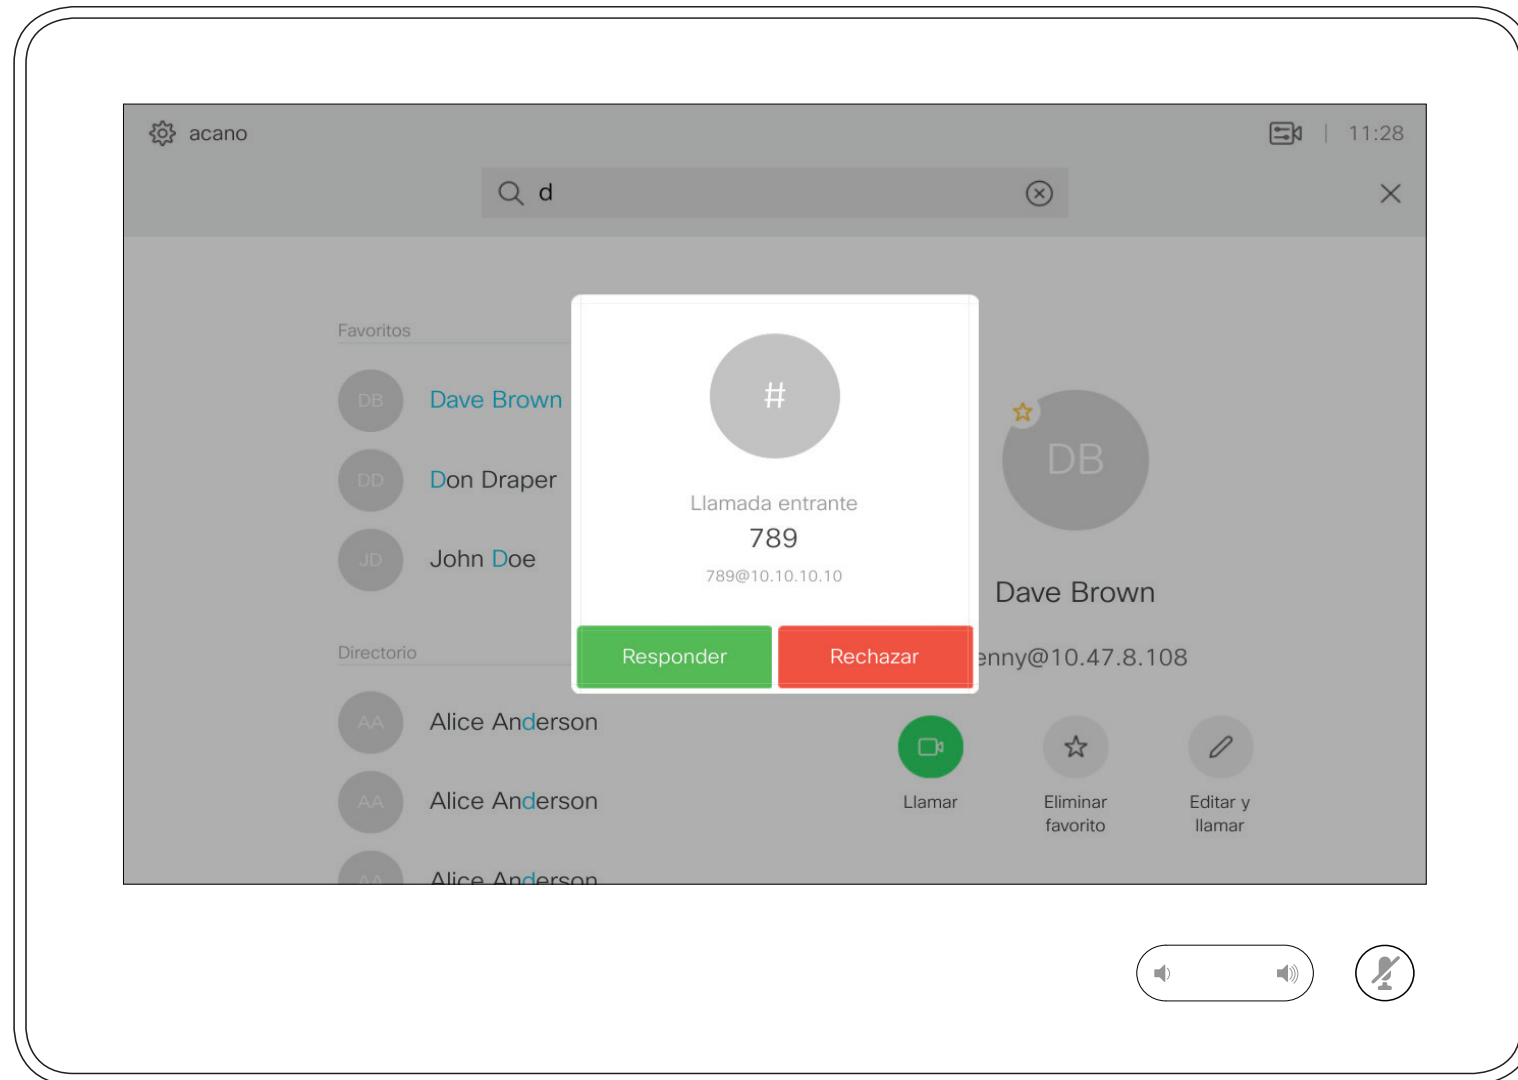 acano
11:28
d
Favoritos
DB Dave Brown
DD Don Draper
JD John Doe
Directorio
AA Alice Anderson
AA Alice Anderson
AA Alice Anderson
#
Llamada entrante
789
789@10.10.10.10
Responder Rechazar
DB
Dave Brown
enny@10.47.8.108
Llamar
Eliminar
favorito
Editar y
llamar